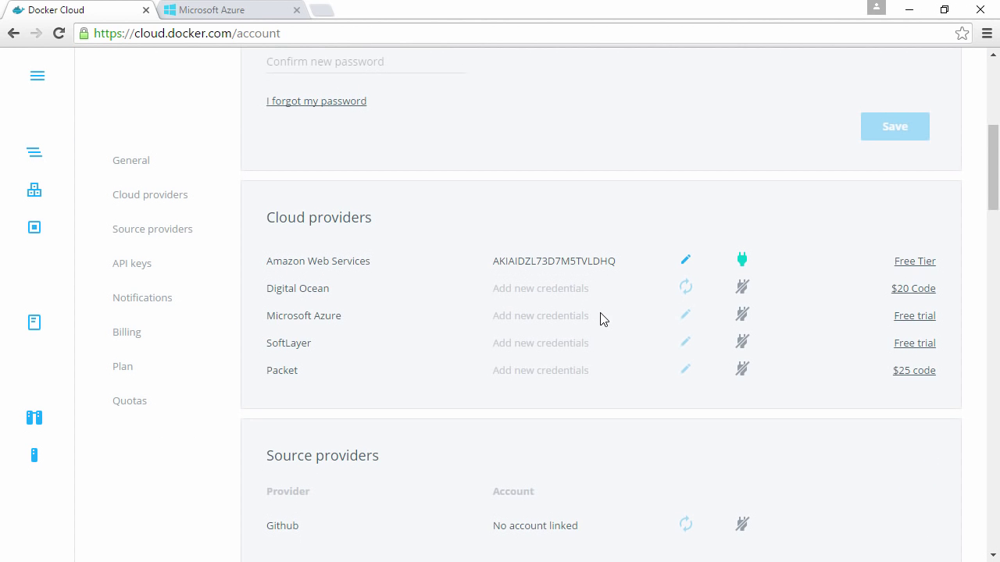 Docker Cloud
Microsoft Azure
https://cloud.docker.com/account
Confirm new password
I forgot my password
Save
General
Cloud providers
Source providers
API keys
Notifications
Billing
Plan
Quotas
Cloud providers
Amazon Web Services AKIAIDZL73D7M5TVLDHQ Free Tier
Digital Ocean Add new credentials $20 Code
Microsoft Azure Add new credentials Free trial
SoftLayer Add new credentials Free trial
Packet Add new credentials $25 code
Source providers
Provider Account
Github No account linked